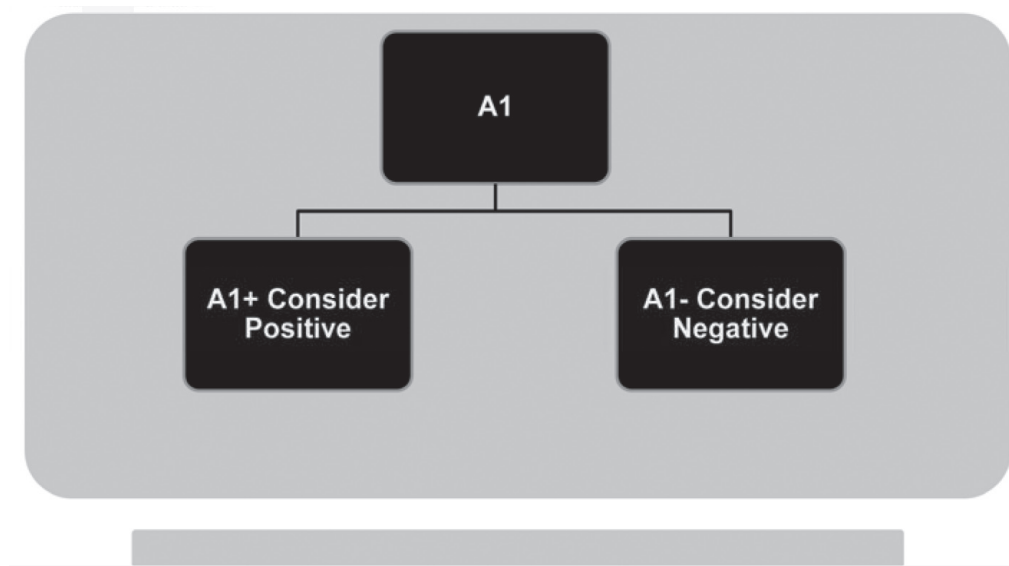 A1
A1+ Consider
Positive
A1- Consider
Negative